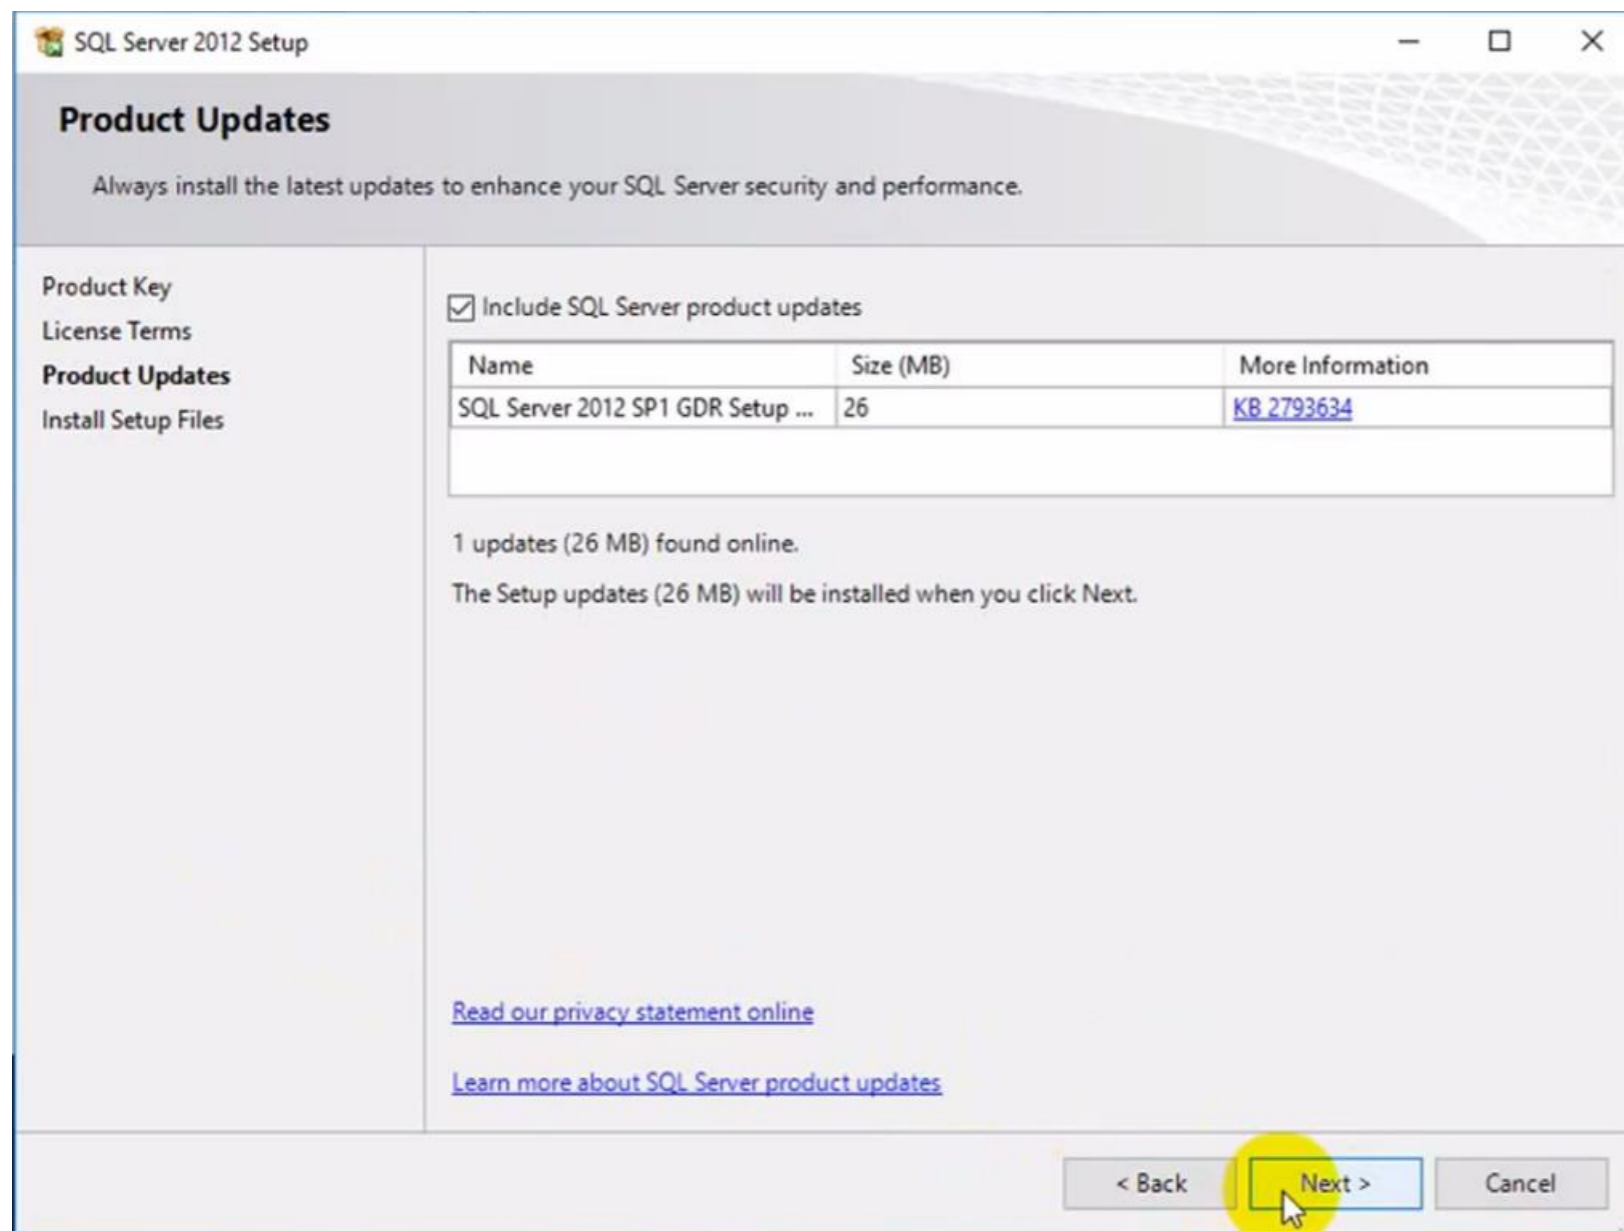 SQL Server 2012 Setup
Product Updates
Always install the latest updates to enhance your SQL Server security and performance.
Product Key
License Terms
Product Updates
Install Setup Files
Include SQL Server product updates
Name Size (MB) More Information
SQL Server 2012 SP1 GDR Setup ... 26 KB 2793634
1 updates (26 MB) found online.
The Setup updates (26 MB) will be installed when you click Next.
Read our privacy statement online
Learn more about SQL Server product updates
< Back Next > Cancel